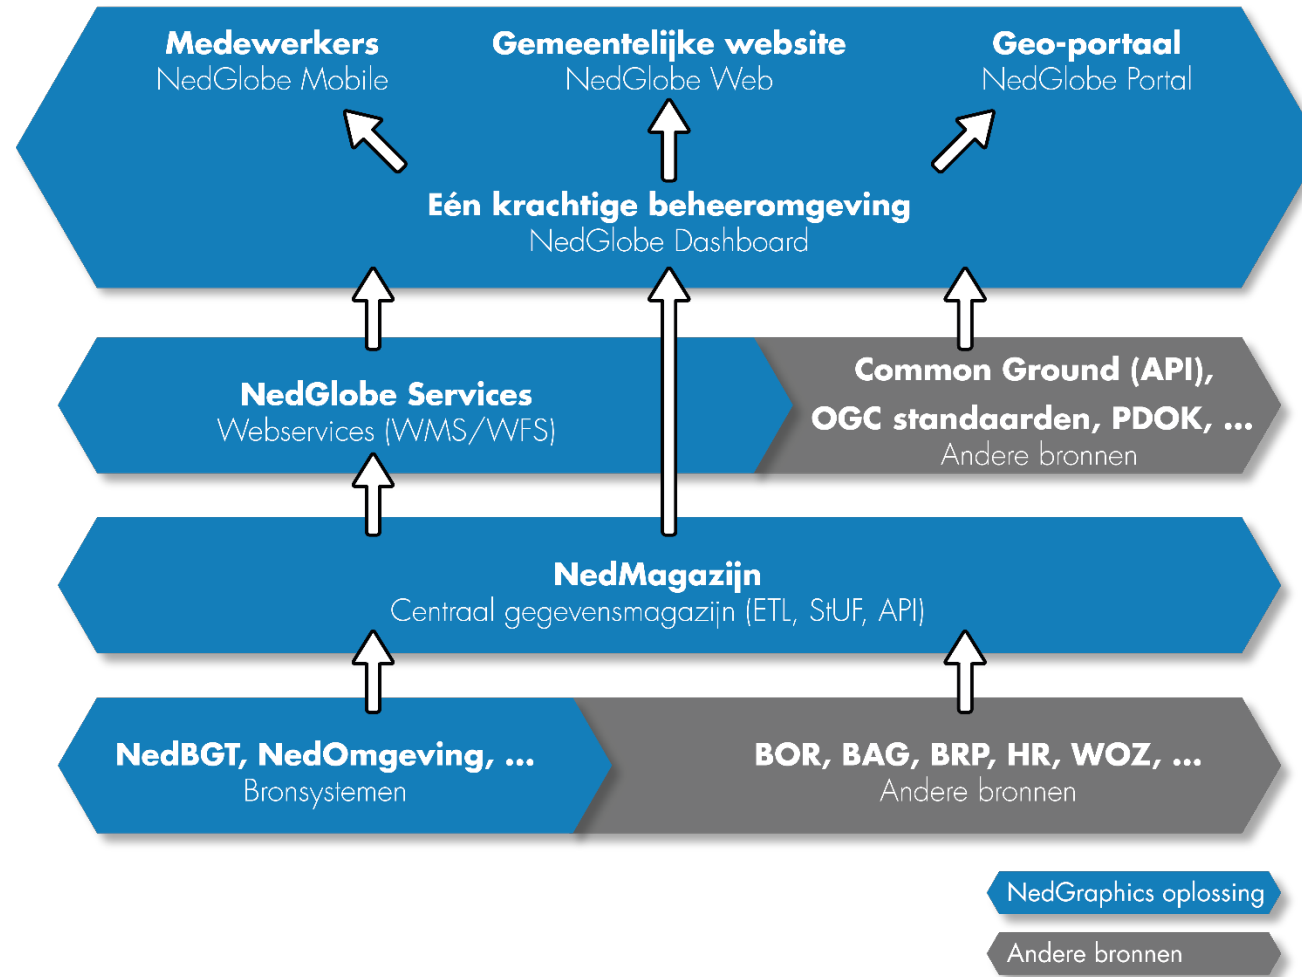 Medewerkers
NedGlobe Mobile
Gemeentelijke website
NedGlobe Web
Geo-portaal
NedGlobe Portal
Eén krachtige beheeromgeving
NedGlobe Dashboard
NedGlobe Services
Webservices (WMS/WFS)
Common Ground (API),
OGC standaarden, PDOK, ...
Andere bronnen
NedMagazijn
Centraal gegevensmagazijn (ETL, StUF, API)
NedBGT, NedOmgeving, ...
Bronsystemen
BOR, BAG, BRP, HR, WOZ, ...
Andere bronnen
NedGraphics oplossing
Andere bronnen